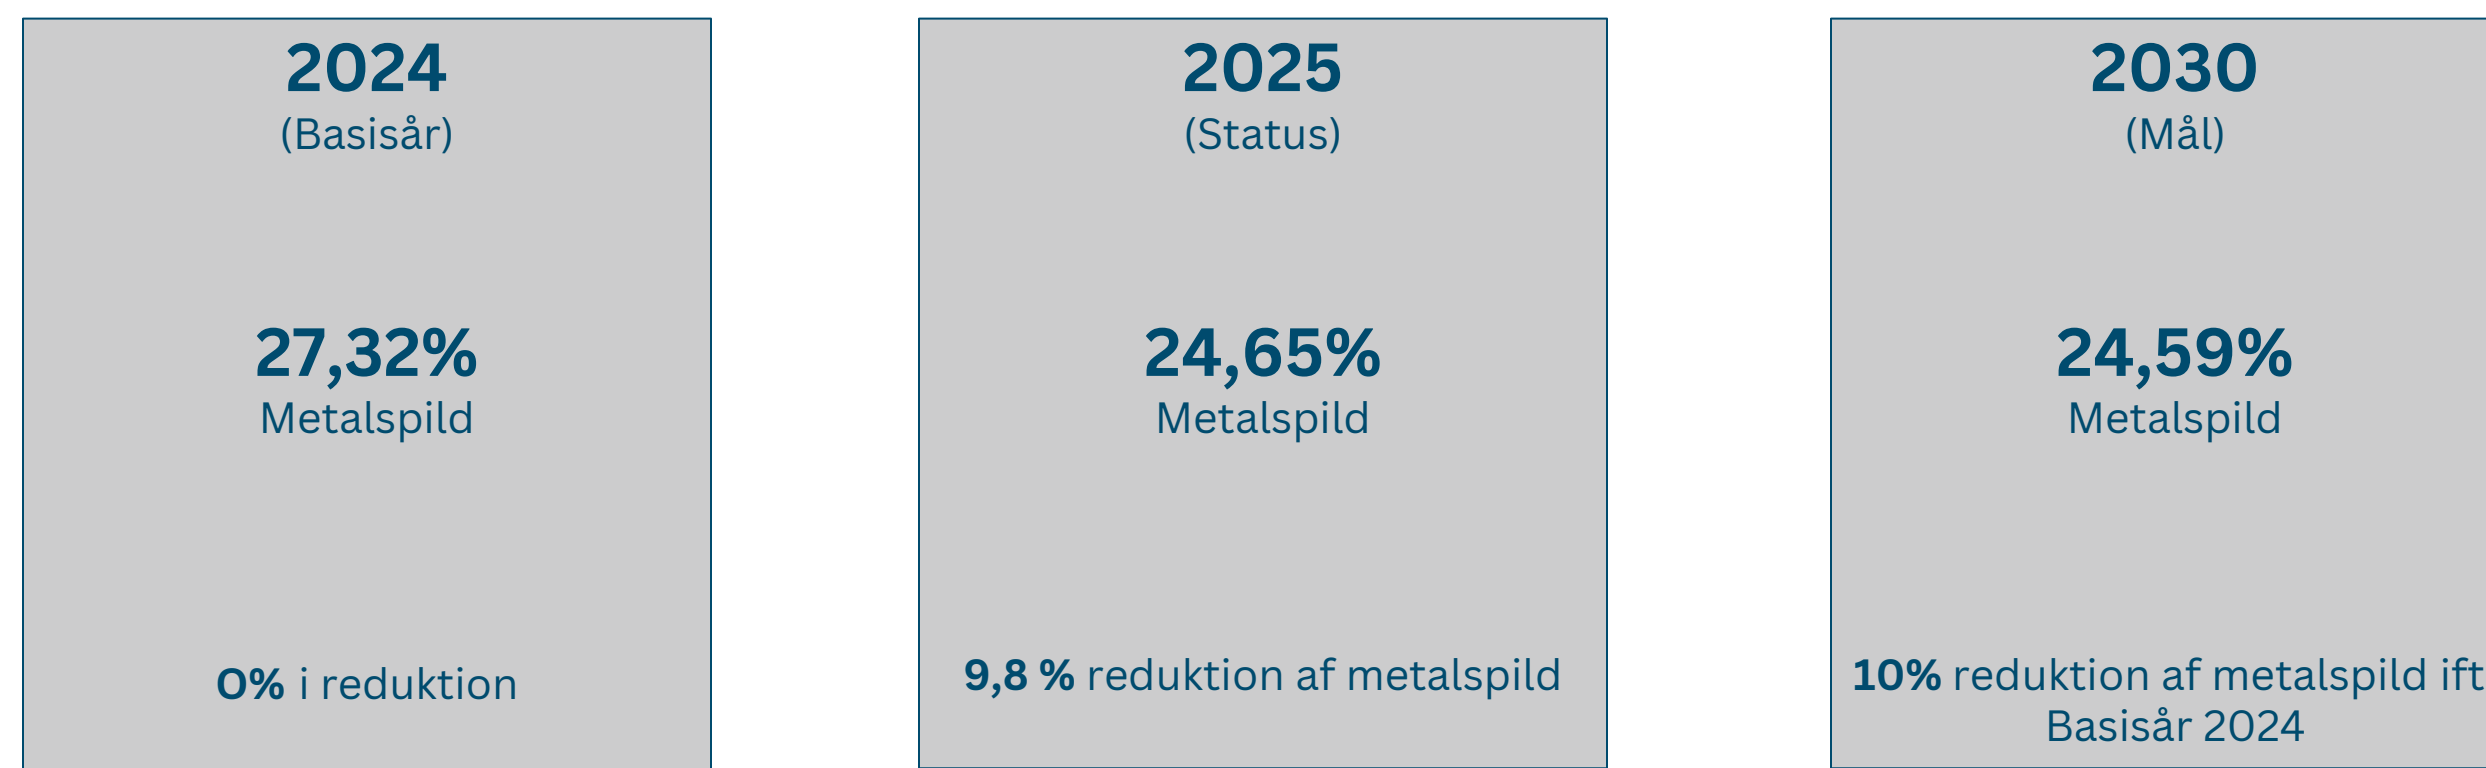 2024
(Basisår)
27,32%
Metalspild
0% i reduktion
2025
(Status)
24,65%
Metalspild
9,8 % reduktion af metalspild
2030
(Mål)
24,59%
Metalspild
10% reduktion af metalspild ift
Basisår 2024